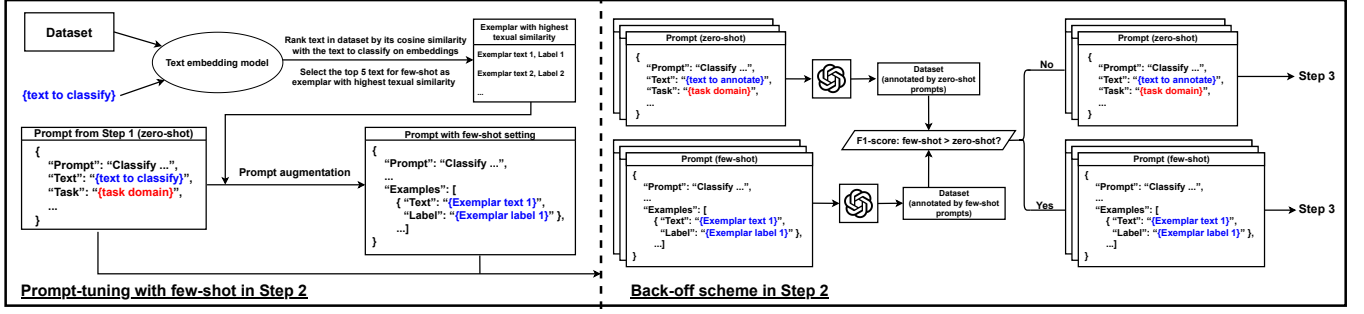 Dataset
{text to classify}
Text embedding model
Rank text in dataset by its cosine similarity
with the text to classify on embeddings
Select the top 5 text for few-shot as
exemplar with highest texual similarity
Exemplar with highest
texual similarity
Exemplar text 1, Label 1
Exemplar text 2, Label 2
...
Prompt from Step 1 (zero-shot)
{
“Prompt”: “Classify ...”,
“Text”: “{text to classify}”,
“Task”: “{task domain}”,
...
}
Prompt augmentation
Prompt with few-shot setting
{
“Prompt”: “Classify ...”,
...
“Examples”: [
{ “Text”: “{Exemplar text 1}”,
“Label”: “{Exemplar label 1}” },
...]
}
Prompt-tuning with few-shot in Step 2
Prompt (zero-shot)
{
“Prompt”: “Classify ...”,
“Text”: “{text to annotate}”,
“Task”: “{task domain}”,
...
}
Dataset
(annotated by zero-shot
prompts)
F1-score: few-shot > zero-shot?
Prompt (few-shot)
{
“Prompt”: “Classify ...”,
...
“Examples”: [
{ “Text”: “{Exemplar text 1}”,
“Label”: “{Exemplar label 1}” },
...]
}
Dataset
(annotated by few-shot
prompts)
No
Prompt (zero-shot)
{
“Prompt”: “Classify ...”,
“Text”: “{text to annotate}”,
“Task”: “{task domain}”,
...
}
Step 3
Yes
Prompt (few-shot)
{
“Prompt”: “Classify ...”,
...
“Examples”: [
{ “Text”: “{Exemplar text 1}”,
“Label”: “{Exemplar label 1}” },
...]
}
Step 3
Back-off scheme in Step 2